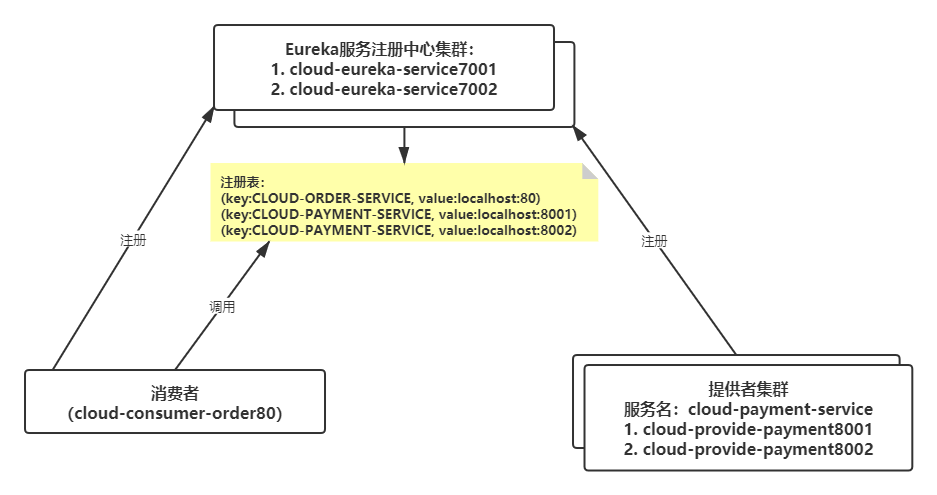 Eureka服务注册中心集群：
1. cloud-eureka-service7001
2. cloud-eureka-service7002
注册表：
(key:CLOUD-ORDER-SERVICE, value:localhost:80)
(key:CLOUD-PAYMENT-SERVICE, value:localhost:8001)
(key:CLOUD-PAYMENT-SERVICE, value:localhost:8002)
注册
注册
调用
消费者
（cloud-consumer-order80）
提供者集群
服务名：cloud-payment-service
1. cloud-provide-payment8001
2. cloud-provide-payment8002